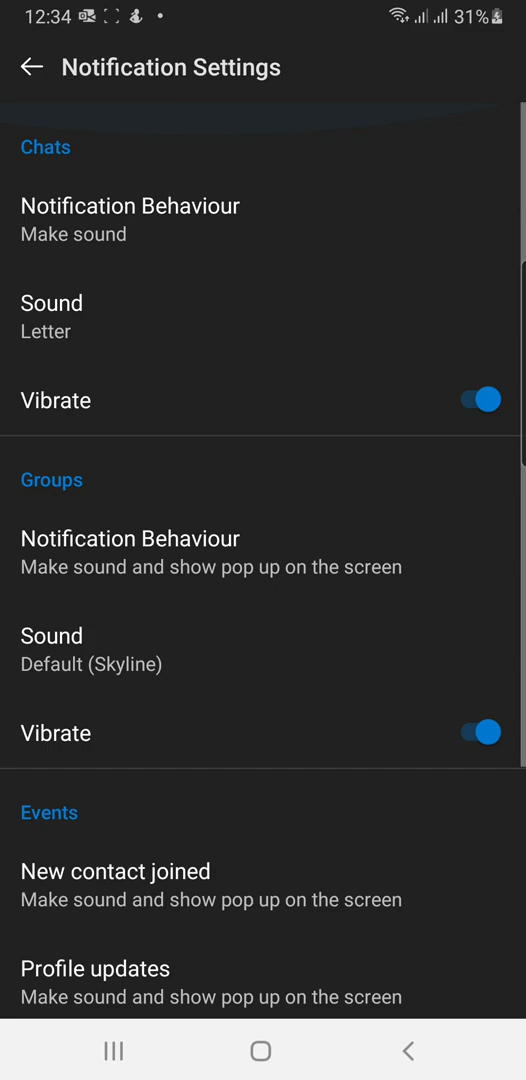 12:34 31%
Notification Settings
Chats
Notification Behaviour
Make sound
Sound
Letter
Vibrate
Groups
Notification Behaviour
Make sound and show pop up on the screen
Sound
Default (Skyline)
Vibrate
Events
New contact joined
Make sound and show pop up on the screen
Profile updates
Make sound and show pop up on the screen